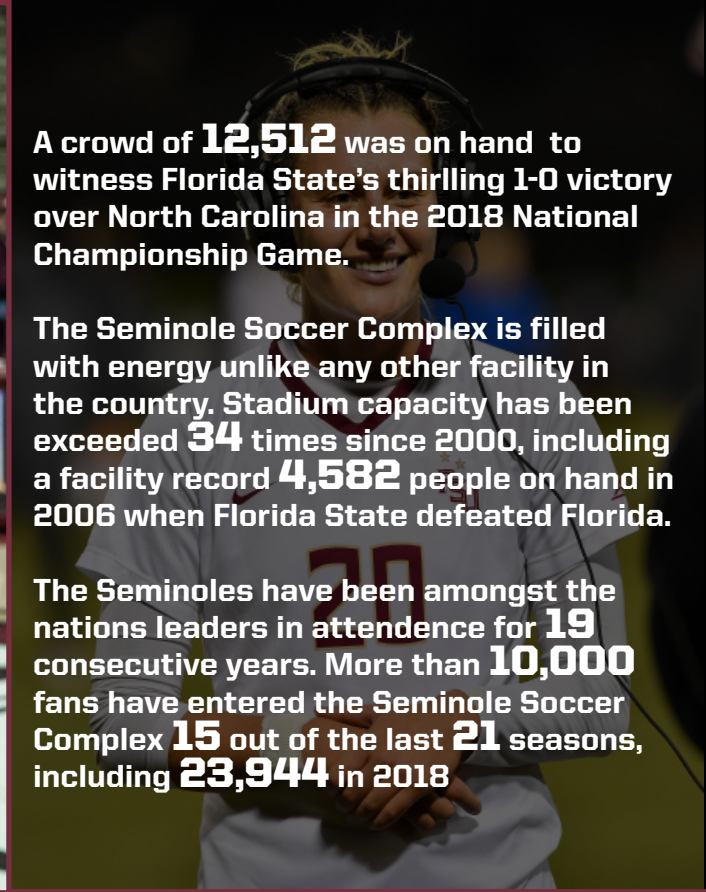 A crowd of 12,512 was on hand  to
witness Florida State's thirlling 1-0 victory
over North Carolina in the 2018 National
Championship Game.
The Seminole Soccer Complex is filled
with energy unlike any other facility in
the country. Stadium capacity has been
exceeded 34 times since 2000, including
a facility record 4,582 people on hand in
2006 when Florida State defeated Florida.
The Seminoles have been amongst the
nations leaders in attendence for 19
consecutive years. More than 10,000
fans have entered the Seminole Soccer
Complex 15 out of the last 21 seasons,
including 23,944 in 2018
20